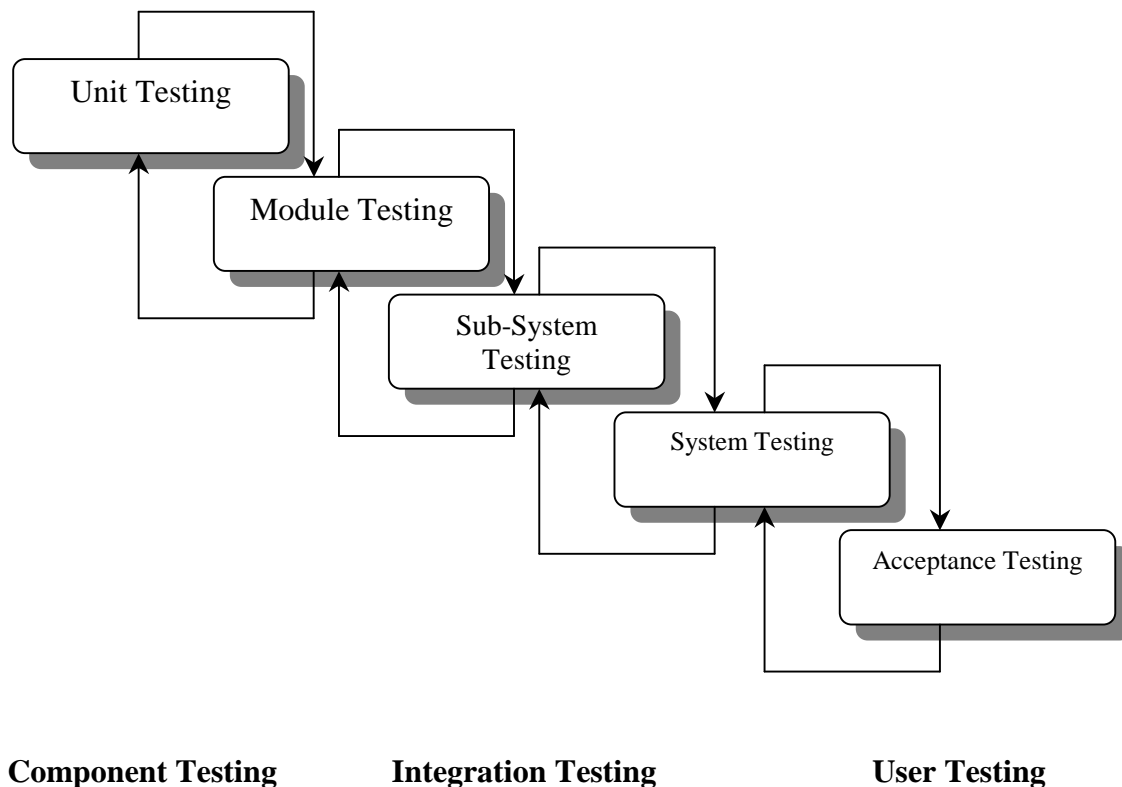 Unit Testing
Module Testing
Sub-System
Testing
System Testing
Acceptance Testing
Component Testing
Integration Testing
User Testing